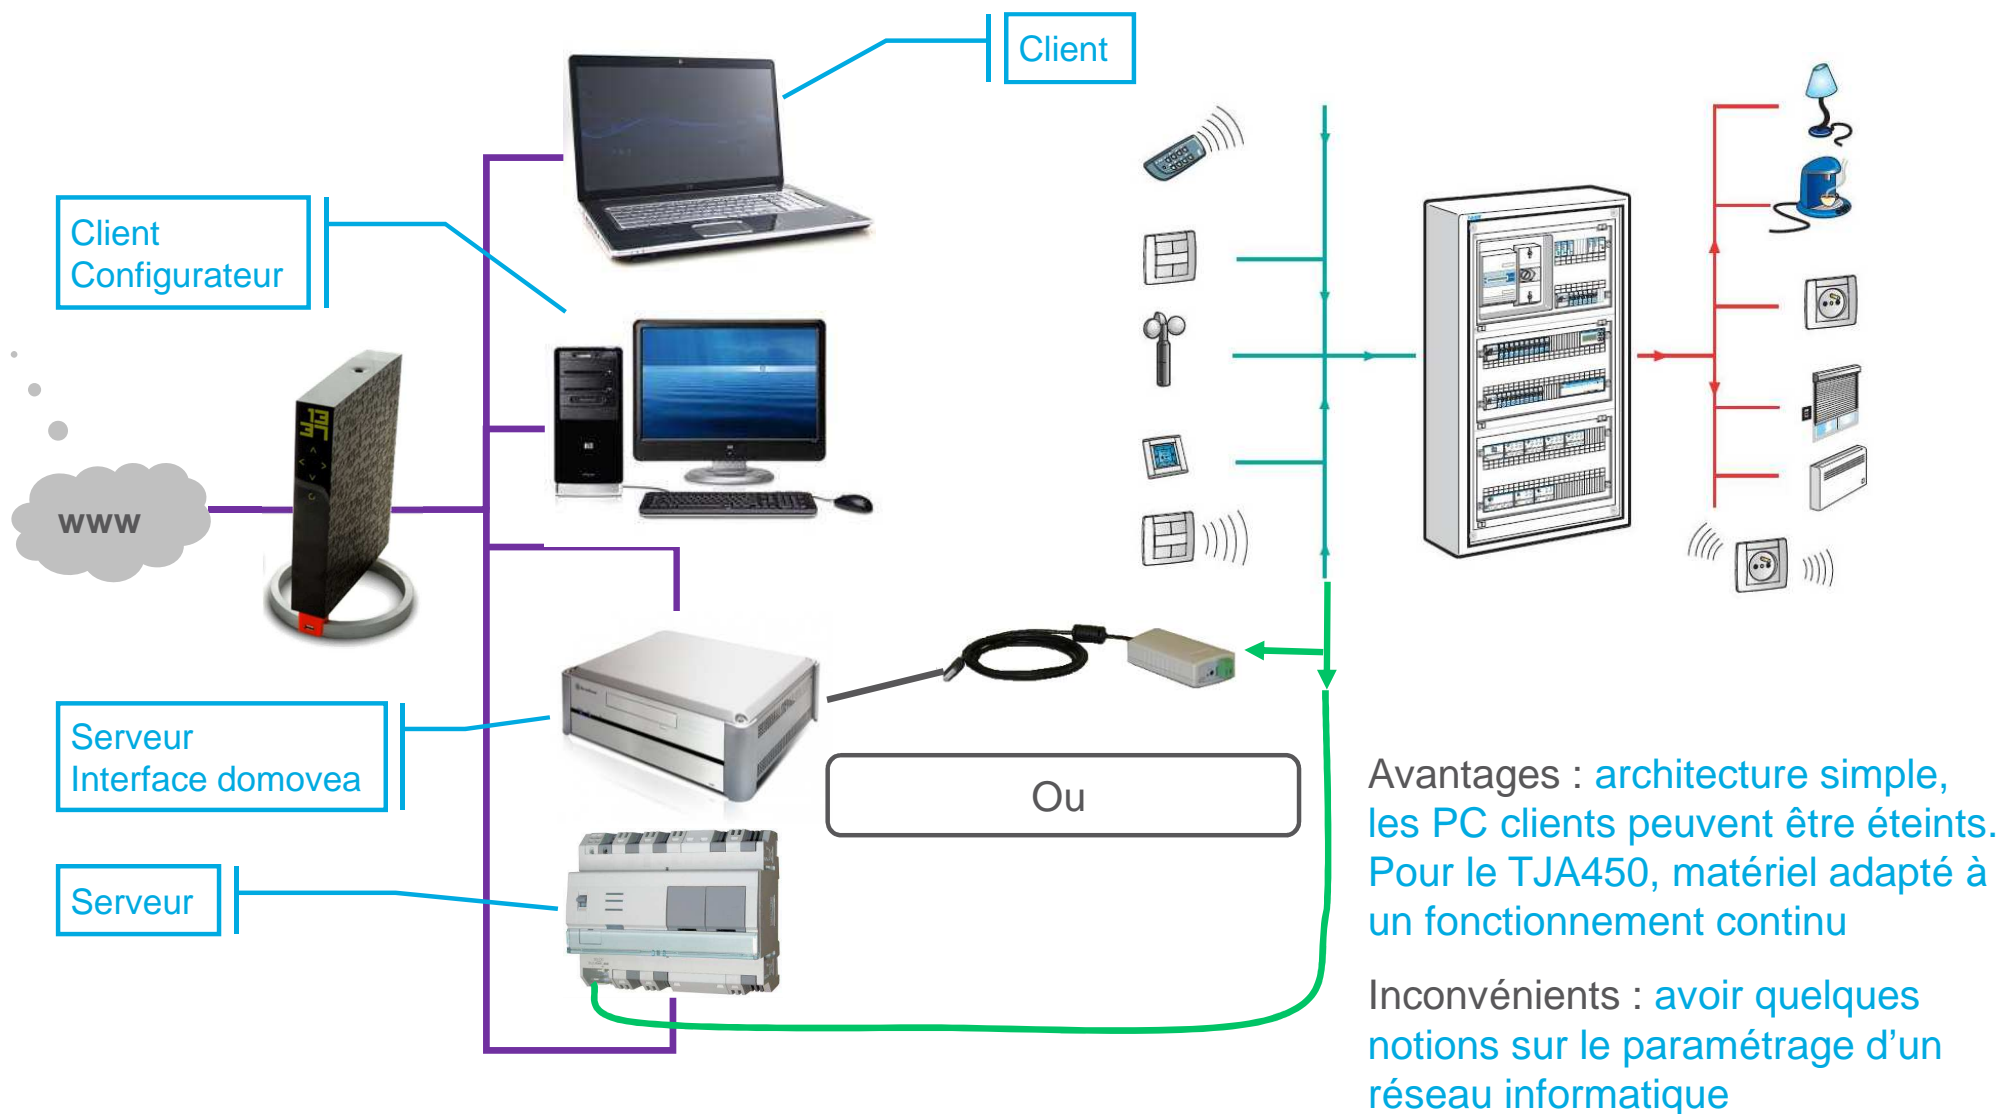 Client
Client
Configurateur
www
Serveur
Interface domovea
Ou
Serveur
Avantages : architecture simple,
les PC clients peuvent être éteints.
Pour le TJA450, matériel adapté à
un fonctionnement continu
Inconvénients : avoir quelques
notions sur le paramétrage d’un
réseau informatique